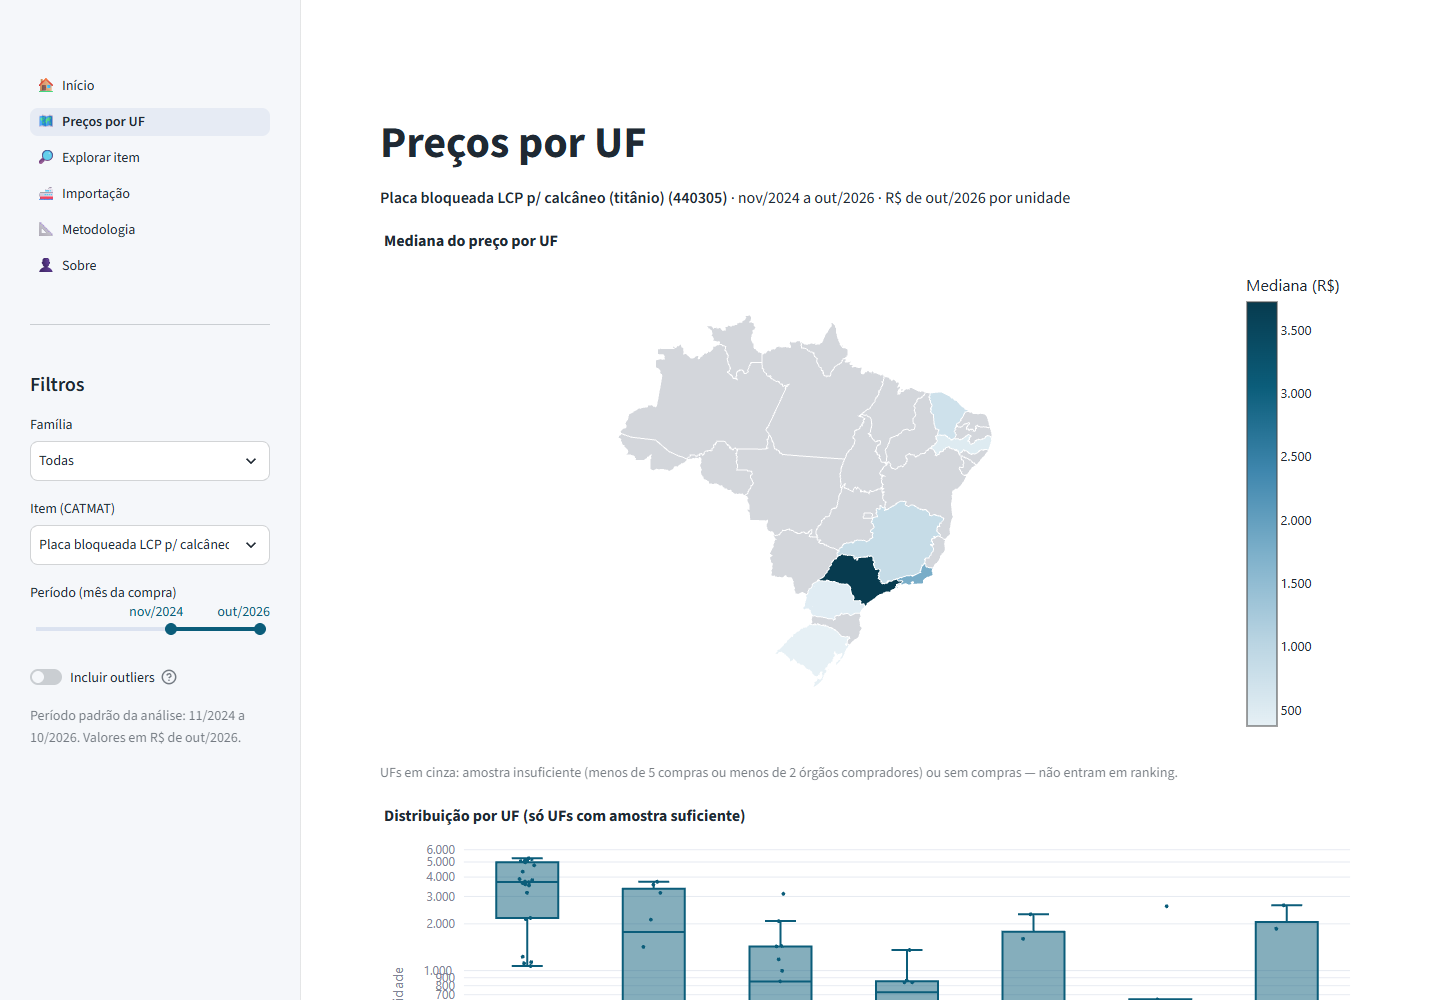 Início
Preços por UF
Explorar item
Importação
Metodologia
Sobre
Filtros
Família
Todas
Item (CATMAT)
Placa bloqueada LCP p/ calcânec
Período (mês da compra)
nov/2024 out/2026
Incluir outliers
Período padrão da análise: 11/2024 a
10/2026. Valores em R$ de out/2026.
Preços por UF
Placa bloqueada LCP p/ calcâneo (titânio) (440305) · nov/2024 a out/2026 · R$ de out/2026 por unidade
Mediana do preço por UF
Mediana (R$)
3.500
3.000
2.500
2.000
1.500
1.000
500
UFs em cinza: amostra insuficiente (menos de 5 compras ou menos de 2 órgãos compradores) ou sem compras — não entram em ranking.
Distribuição por UF (só UFs com amostra suficiente)
6.000
5.000
4.000
3.000
2.000
1.000
900
800
700
idade